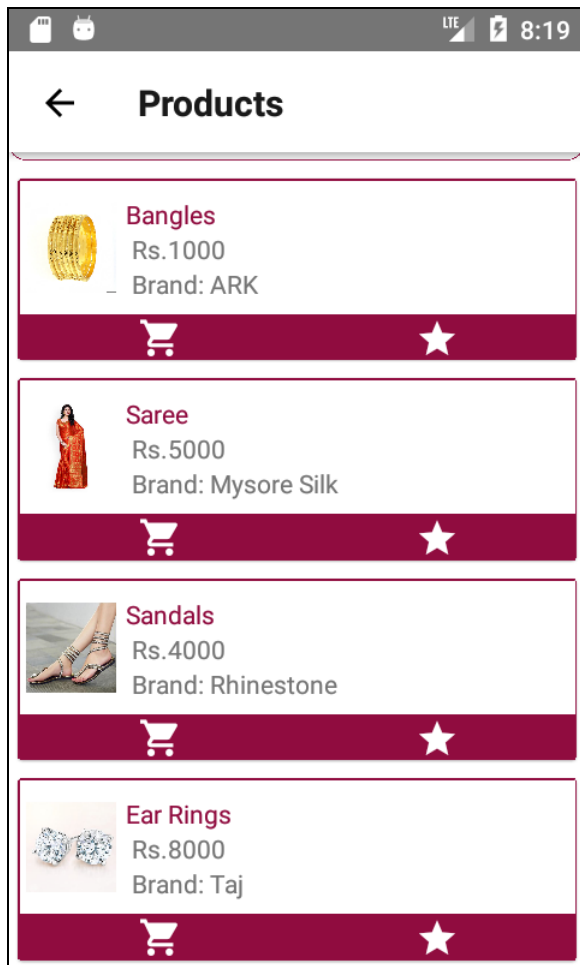 LTE 8:19
Products
Bangles
Rs.1000
Brand: ARK
Saree
Rs.5000
Brand: Mysore Silk
Sandals
Rs.4000
Brand: Rhinestone
Ear Rings
Rs.8000
Brand: Taj